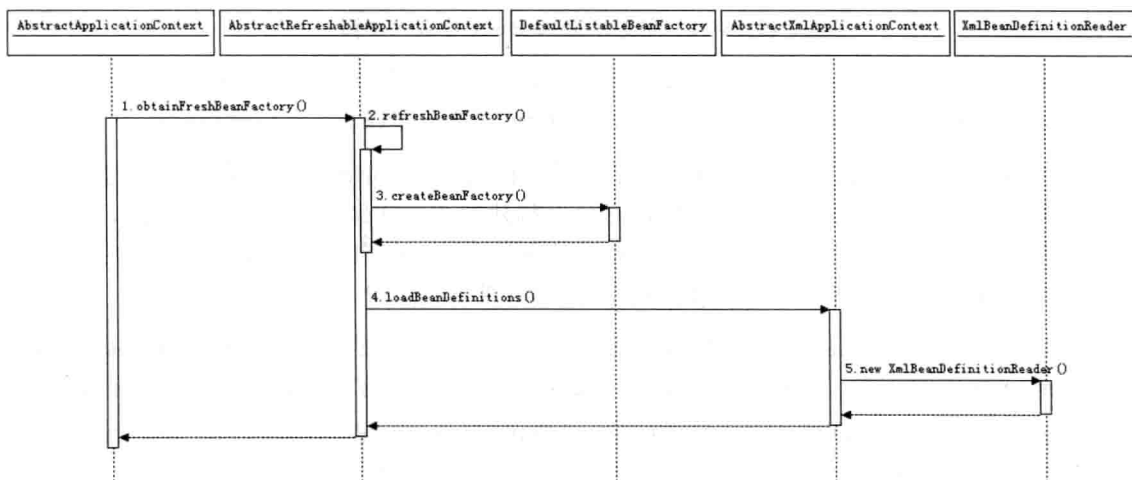 AbstractApplicationContext
AbstractRefreshableApplicationContext
DefaultListableBeanFactory
AbstractXmlApplicationContext
XmlBeanDefinitionReader
1.obtainFreshBeanFactory()
2.refreshBeanFactory()
3.createBeanFactory()
4.loadBeanDefinitions()
5.new XmlBeanDefinitionReader()